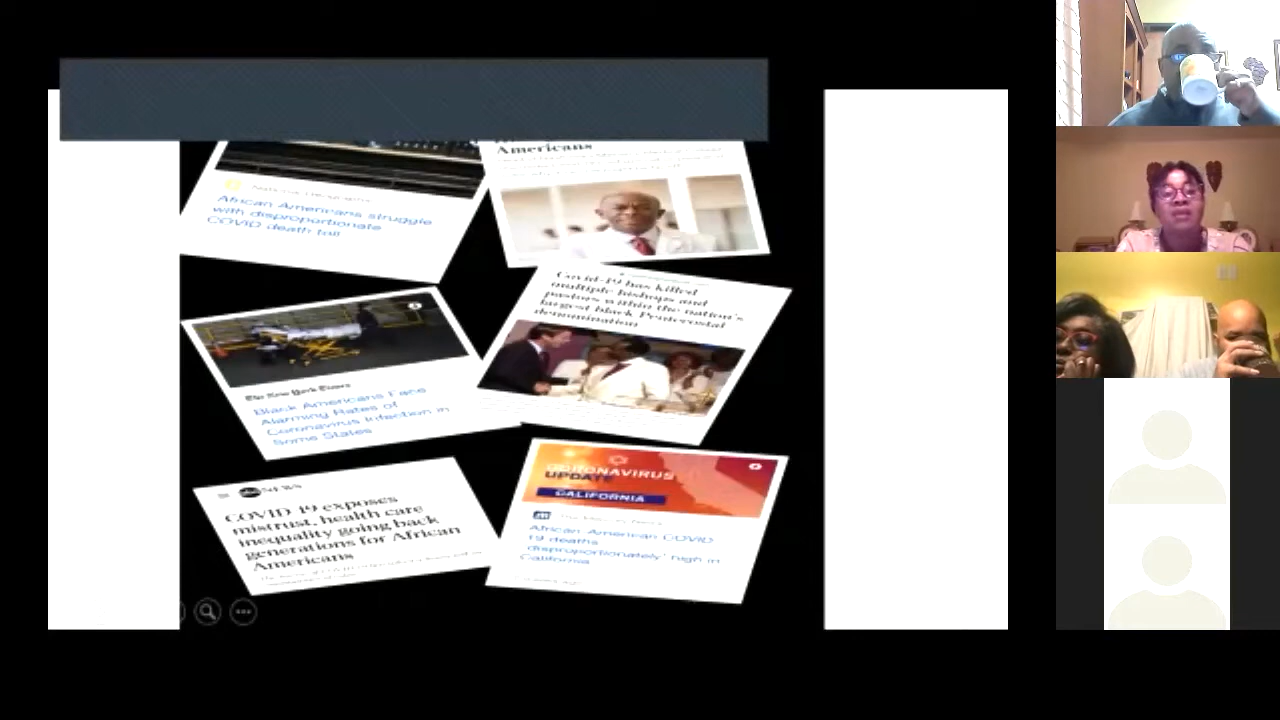 Americans
African Americans struggle
with disproportionate
COVID death toll
Covid-19 has killed
multiple bishops and
pastors within the nation's
largest black Pentecostal
denomination
The New York Times
Black Americans Face
Alarming Rates of
Coronavirus Infection in
Some States
COVID-19 exposes
mistrust, health care
inequality going back
generations for African
Americans
CORONAVIRUS
UPDATE
CALIFORNIA
The Mercury News
African American COVID
19 deaths
disproportionately' high in
California